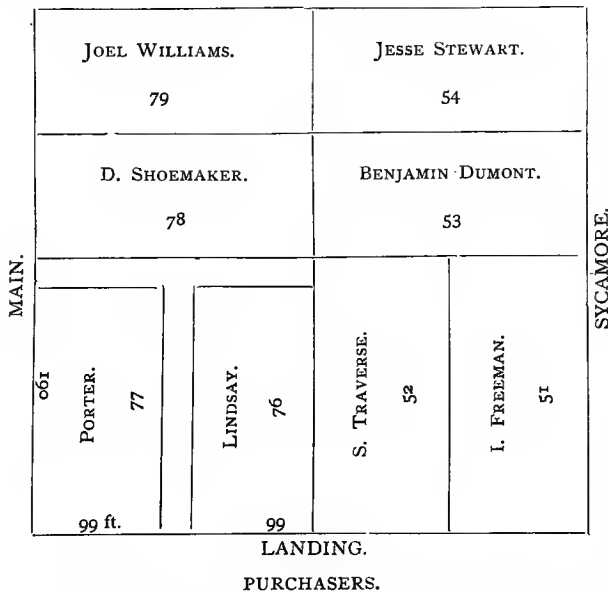 JOEL WILLIAMS.
79
JESSE STEWART.
54
D. SHOEMAKER.
78
BENJAMIN DUMONT.
53
MAIN.
190
PORTER.
77
99 ft.
LINDSAY.
76
99
S. TRAVERSE.
52
I. FREEMAN.
51
SYCAMORE.
LANDING.
PURCHASERS.